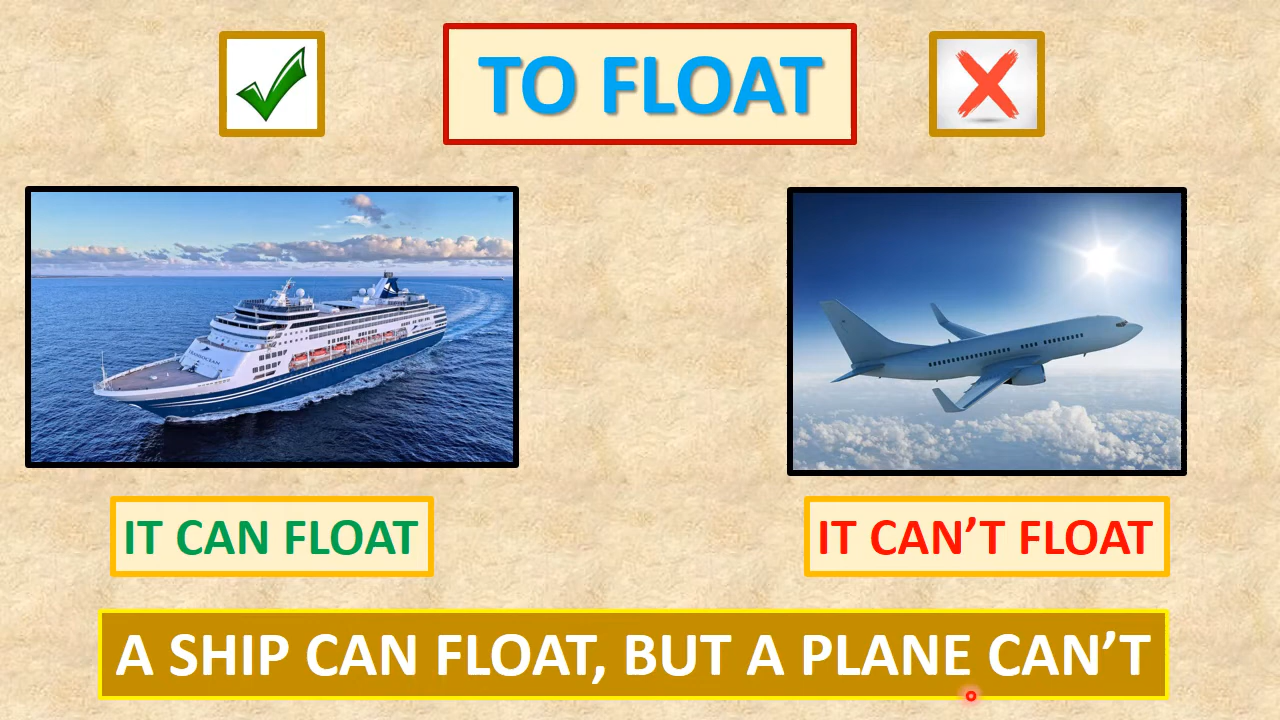 TO FLOAT
IT CAN FLOAT
IT CAN'T FLOAT
A SHIP CAN FLOAT, BUT A PLANE CAN'T